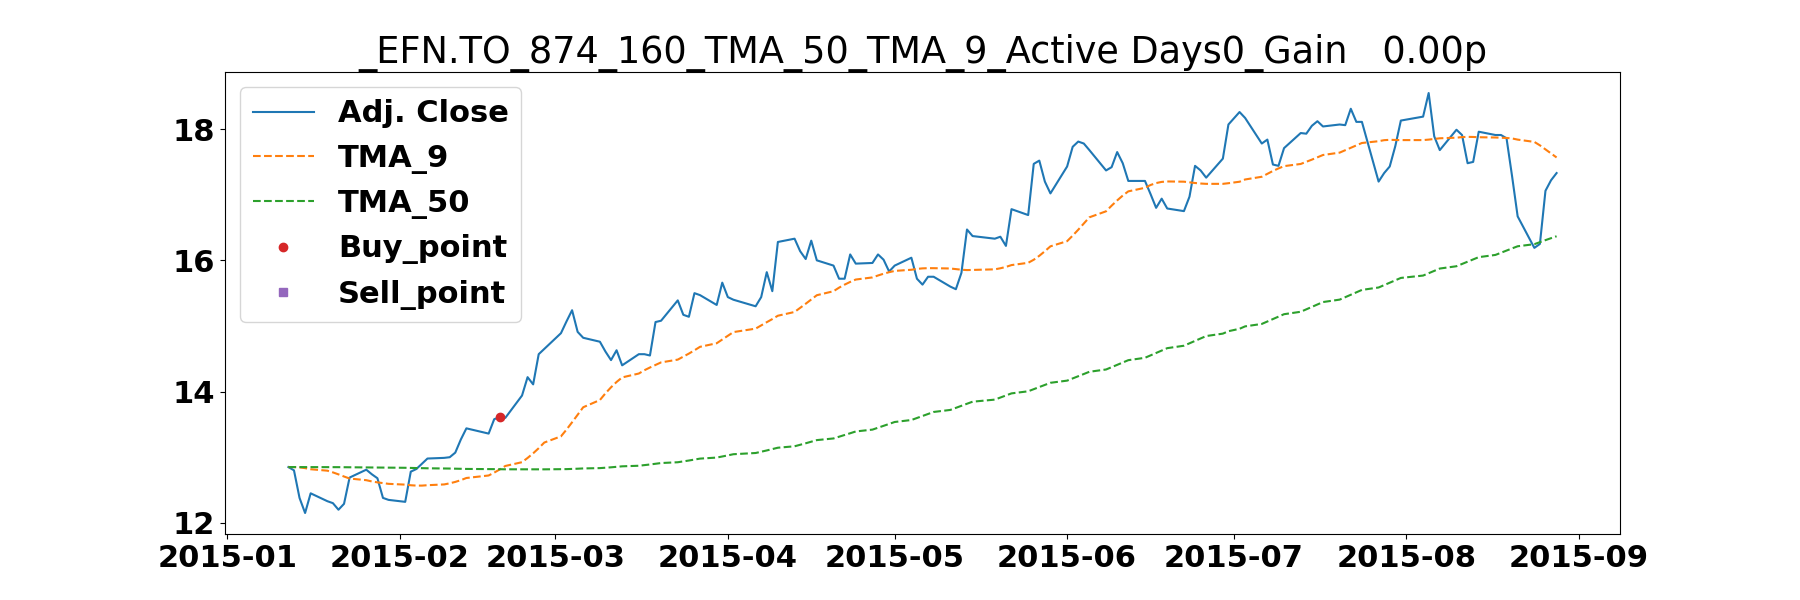 _EFN.TO_874_160_TMA_50_TMA_9_Active Days0_Gain   0.00p
Adj. Close
TMA_9
TMA_50
Buy_point
Sell_point
18
16
14
12
2015-01 2015-02 2015-03 2015-04 2015-05 2015-06 2015-07 2015-08 2015-09